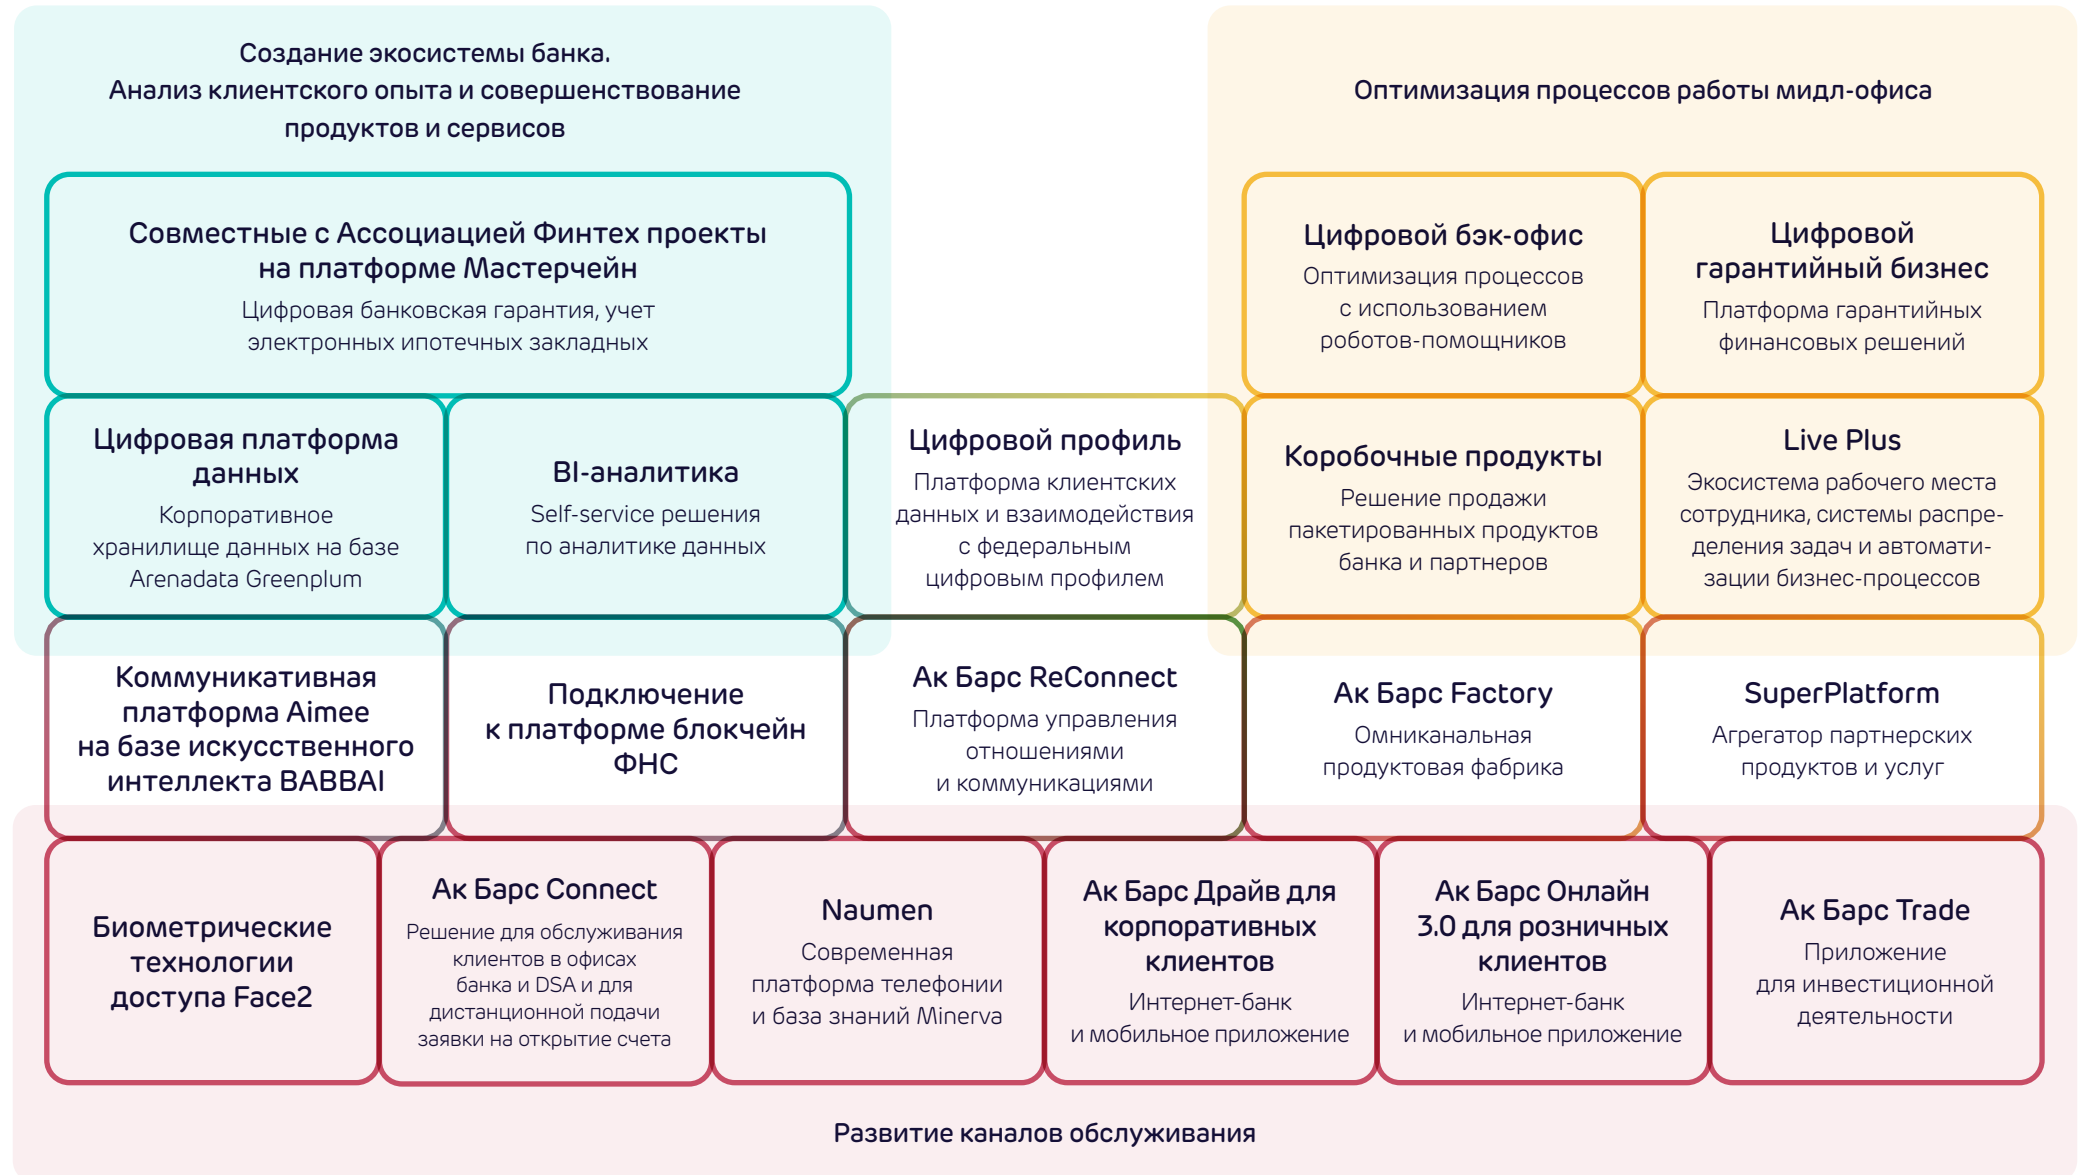 Создание экосистемы банка.
Анализ клиентского опыта и совершенствование
продуктов и сервисов
Оптимизация процессов работы мидл-офиса
Совместные с Ассоциацией Финтех проекты
на платформе Мастерчейн
Цифровая банковская гарантия, учет
электронных ипотечных закладных
Цифровой бэк-офис
Оптимизация процессов
с использованием
роботов-помощников
Цифровой
гарантийный бизнес
Платформа гарантийных
финансовых решений
Цифровая платформа
данных
Корпоративное
хранилище данных на базе
Arenadata Greenplum
BI-аналитика
Self-service решения
по аналитике данных
Цифровой профиль
Платформа клиентских
данных и взаимодействия
с федеральным
цифровым профилем
Коробочные продукты
Решение продажи
пакетированных продуктов
банка и партнеров
Live Plus
Экосистема рабочего места
сотрудника, системы распре-
деления задач и автомати-
зации бизнес-процессов
Коммуникативная
платформа Aimee
на базе искусственного
интеллекта BABBAI
Подключение
к платформе блокчейн
ФНС
Ак Барс ReConnect
Платформа управления
отношениями
и коммуникациями
Ак Барс Factory
Омниканальная
продуктовая фабрика
SuperPlatform
Агрегатор партнерских
продуктов и услуг
Биометрические
технологии
доступа Face2
Ак Барс Connect
Решение для обслуживания
клиентов в офисах
банка и DSA и для
дистанционной подачи
заявки на открытие счета
Naumen
Современная
платформа телефонии
и база знаний Minerva
Ак Барс Драйв для
корпоративных
клиентов
Интернет-банк
и мобильное приложение
Ак Барс Онлайн
3.0 для розничных
клиентов
Интернет-банк
и мобильное приложение
Ак Барс Trade
Приложение
для инвестиционной
деятельности
Развитие каналов обслуживания